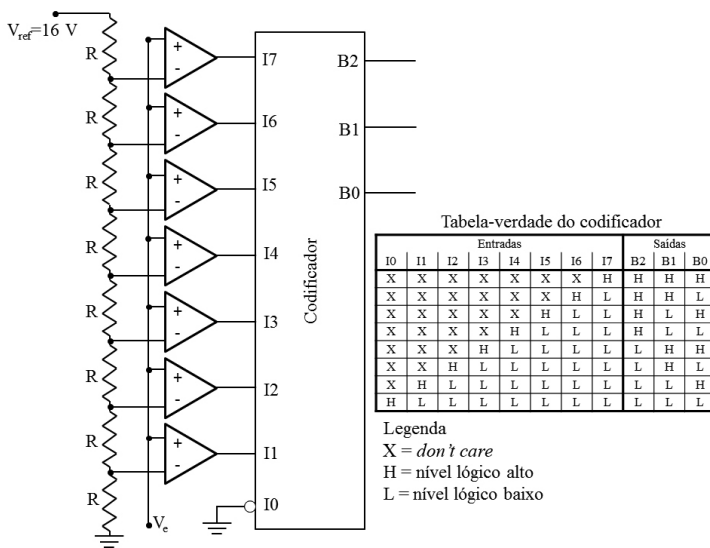 V_ref=16 V
R
R
R
R
R
R
R
R
+
-
+
-
+
-
+
-
+
-
+
-
+
-
V_e
I7
I6
I5
I4
I3
I2
I1
I0
Codificador
B2
B1
B0
Tabela-verdade do codificador
Entradas Saídas
I0 I1 I2 I3 I4 I5 I6 I7 B2 B1 B0
X X X X X X X H H H H
X X X X X X H L H H L
X X X X X H L L H L H
X X X X H L L L H L L
X X X H L L L L L H H
X X H L L L L L L H L
X H L L L L L L L L H
H L L L L L L L L L L
Legenda
X = don't care
H = nível lógico alto
L = nível lógico baixo